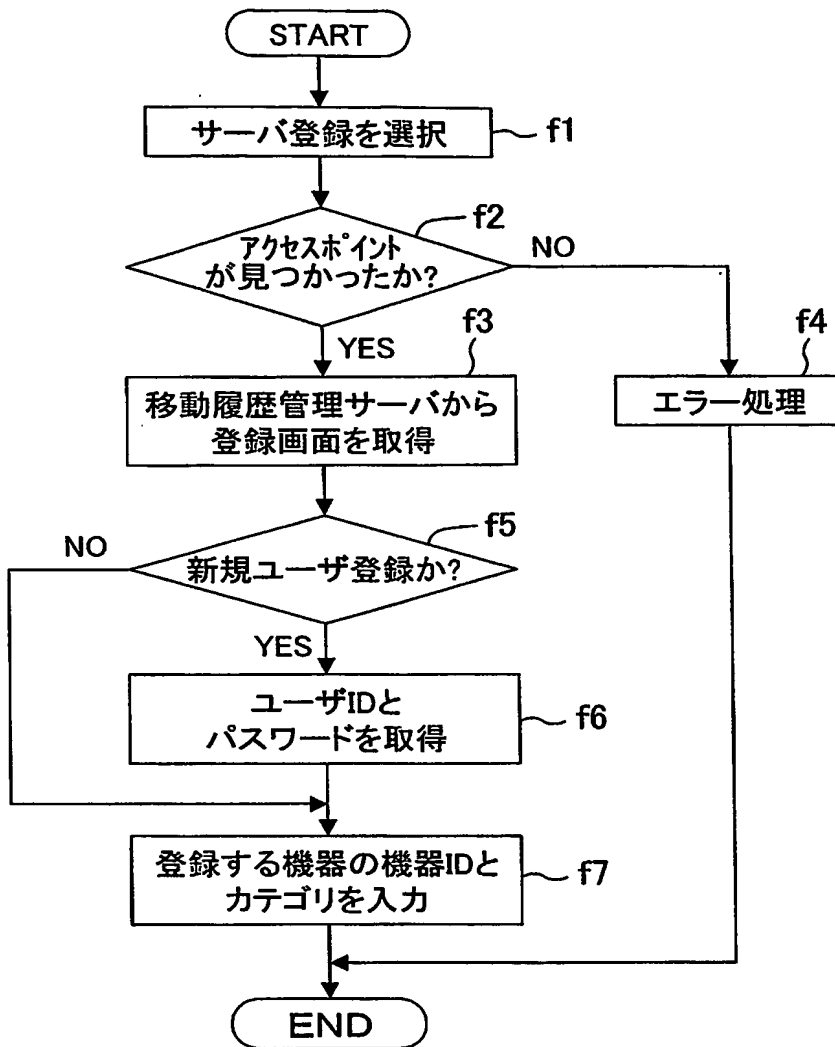 START
サーバ登録を選択
f1
アクセスポイント
が見つかったか?
f2
NO
YES
f3
移動履歴管理サーバから
登録画面を取得
f4
エラー処理
新規ユーザ登録か?
f5
NO
YES
ユーザIDと
パスワードを取得
f6
登録する機器の機器IDと
カテゴリを入力
f7
END